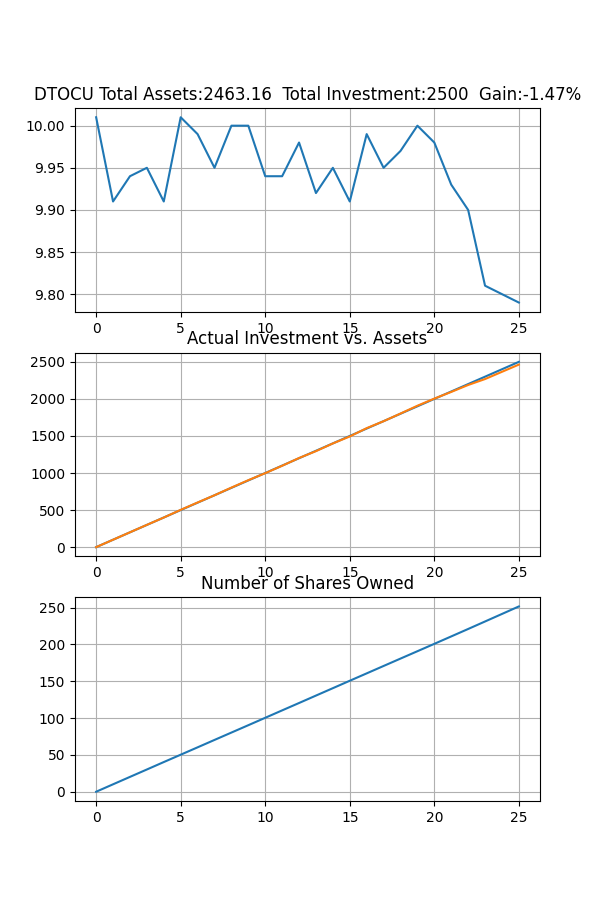 DTOCU Total Assets:2463.16  Total Investment:2500  Gain:-1.47%
10.00
9.95
9.90
9.85
9.80
0 5 10 15 20 25
Actual Investment vs. Assets
2500
2000
1500
1000
500
0
0 5 10 15 20 25
Number of Shares Owned
250
200
150
100
50
0
0 5 10 15 20 25